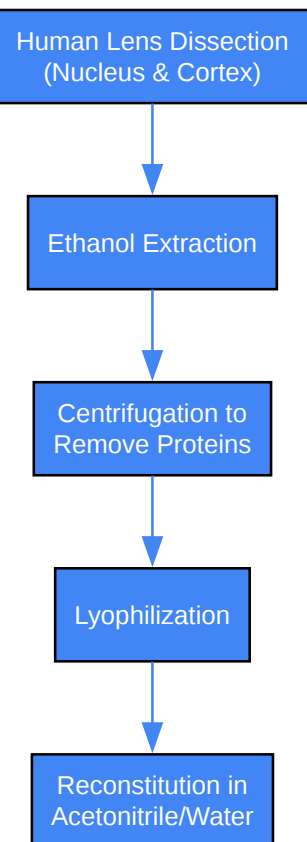 Human Lens Dissection
(Nucleus & Cortex)
Ethanol Extraction
Centrifugation to
Remove Proteins
Lyophilization
Reconstitution in
Acetonitrile/Water